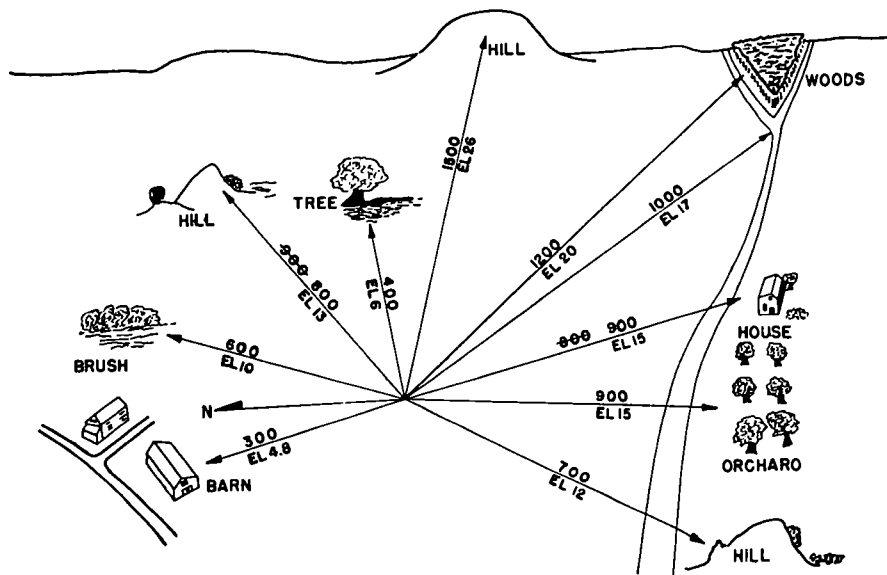 HILL
WOODS
1500
EL 26
TREE
HILL
1000
EL 17
1200
EL 20
900 800
EL 13
400
EL 6
HOUSE
800 900
EL 15
600
EL 10
BRUSH
N
900
EL 15
300
EL 4.8
BARN
ORCHARO
700
EL 12
HILL